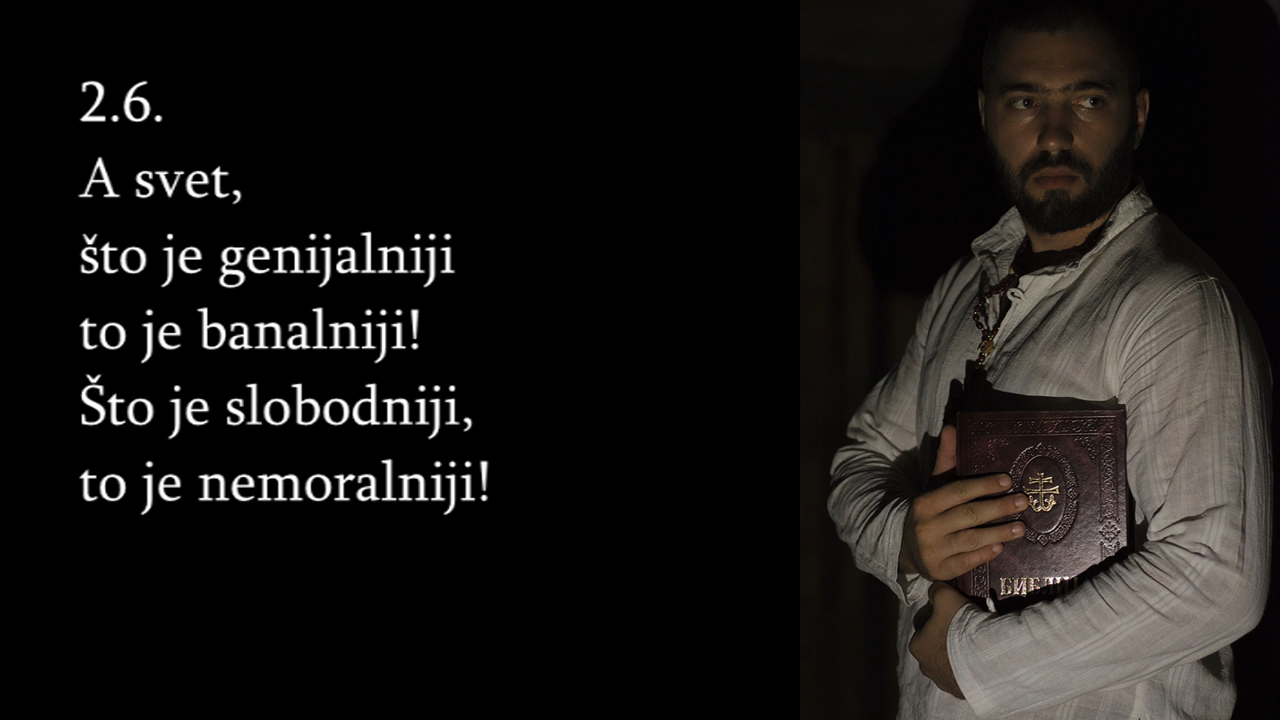 2.6.
A svet,
što je genijalniji
to je banalniji!
Što je slobodniji,
to je nemoralniji!